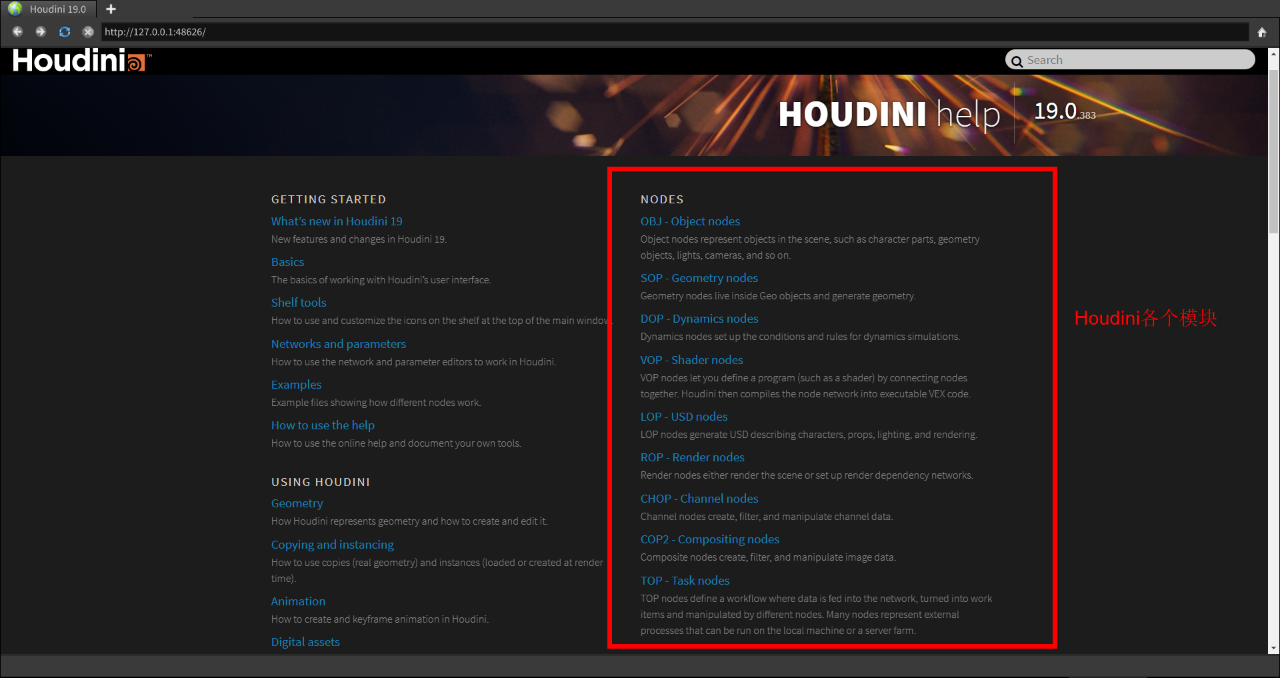 Houdini 19.0
http://127.0.0.1:48626/
Houdini™
Search
HOUDINI help
19.0.383
GETTING STARTED
What's new in Houdini 19
New features and changes in Houdini 19.
Basics
The basics of working with Houdini's user interface.
Shelf tools
How to use and customize the icons on the shelf at the top of the main window.
Networks and parameters
How to use the network and parameter editors to work in Houdini.
Examples
Example files showing how different nodes work.
How to use the help
How to use the online help and document your own tools.
USING HOUDINI
Geometry
How Houdini represents geometry and how to create and edit it.
Copying and instancing
How to use copies (real geometry) and instances (loaded or created at render
time).
Animation
How to create and keyframe animation in Houdini.
Digital assets
NODES
OBJ - Object nodes
Object nodes represent objects in the scene, such as character parts, geometry
objects, lights, cameras, and so on.
SOP - Geometry nodes
Geometry nodes live inside Geo objects and generate geometry.
DOP - Dynamics nodes
Dynamics nodes set up the conditions and rules for dynamics simulations.
VOP - Shader nodes
VOP nodes let you define a program (such as a shader) by connecting nodes
together. Houdini then compiles the node network into executable VEX code.
LOP - USD nodes
LOP nodes generate USD describing characters, props, lighting, and rendering.
ROP - Render nodes
Render nodes either render the scene or set up render dependency networks.
CHOP - Channel nodes
Channel nodes create, filter, and manipulate channel data.
COP2 - Compositing nodes
Composite nodes create, filter, and manipulate image data.
TOP - Task nodes
TOP nodes define a workflow where data is fed into the network, turned into work
items and manipulated by different nodes. Many nodes represent external
processes that can be run on the local machine or a server farm.
Houdini各个模块